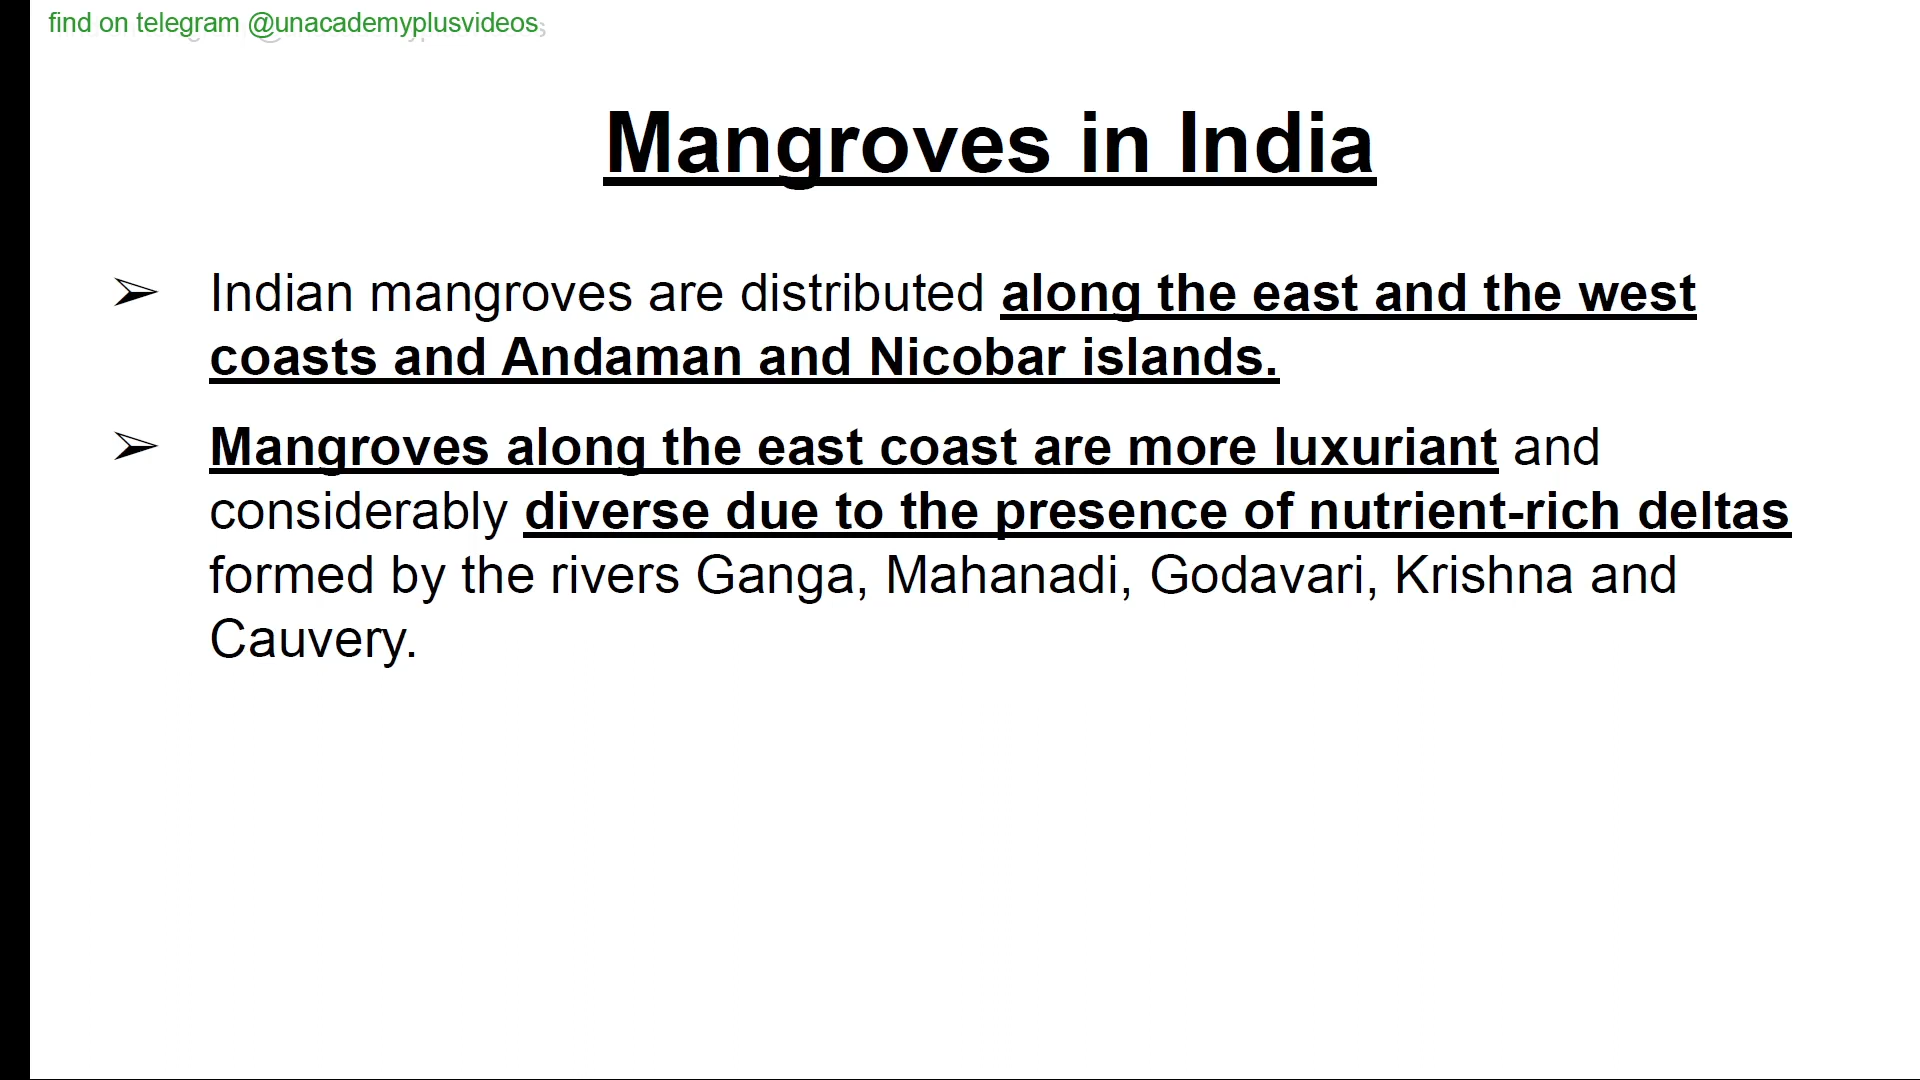 find on telegram @unacademyplusvideos
Mangroves in India
➢ Indian mangroves are distributed along the east and the west
coasts and Andaman and Nicobar islands.
➢ Mangroves along the east coast are more luxuriant and
considerably diverse due to the presence of nutrient-rich deltas
formed by the rivers Ganga, Mahanadi, Godavari, Krishna and
Cauvery.